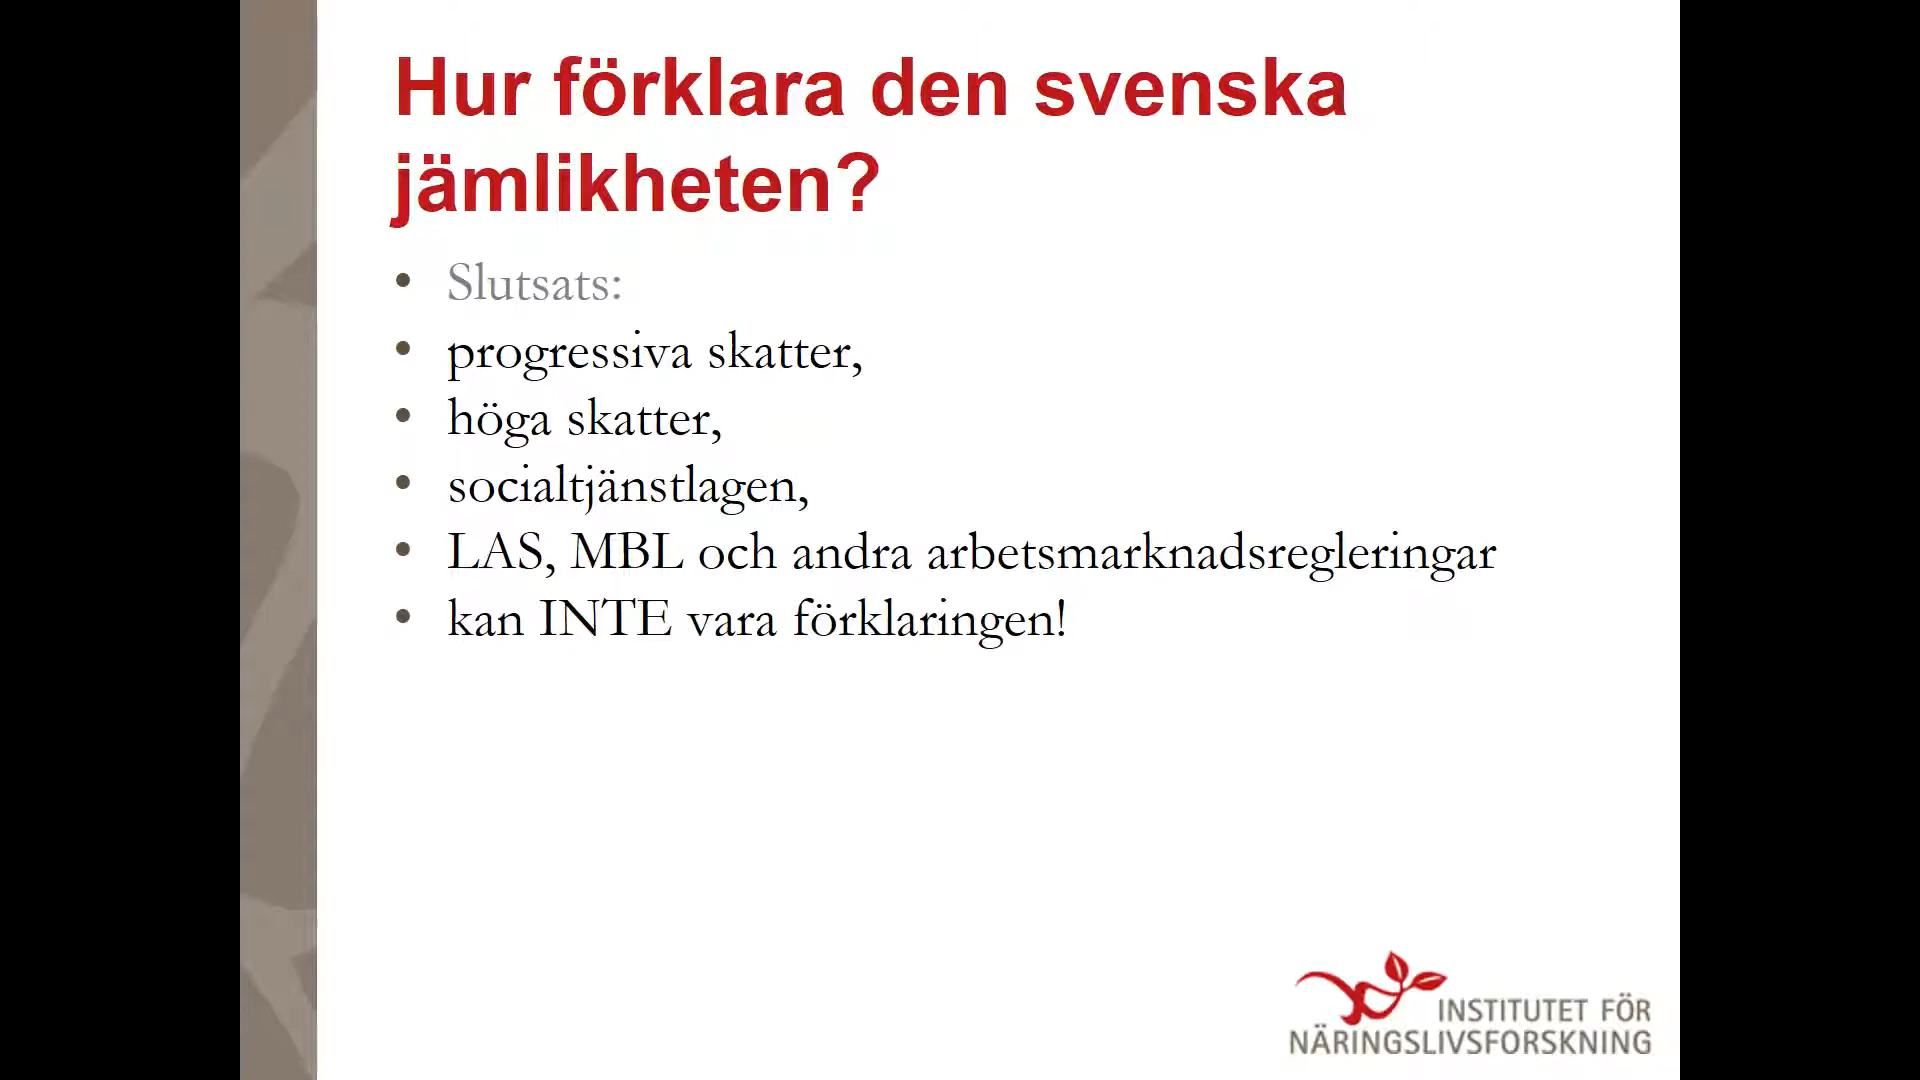 Hur förklara den svenska
jämlikheten?
• Slutsats:
• progressiva skatter,
• höga skatter,
• socialtjänstlagen,
• LAS, MBL och andra arbetsmarknadsregleringar
• kan INTE vara förklaringen!
INSTITUTET FÖR
NÄRINGSLIVSFORSKNING